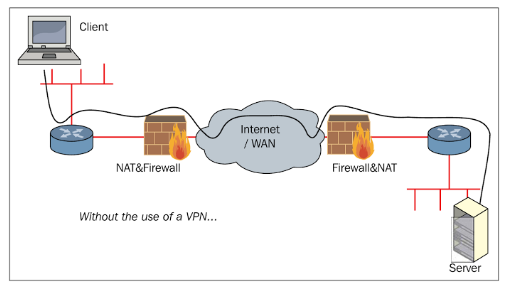 Client
Internet
/ WAN
NAT&Firewall
Firewall&NAT
Without the use of a VPN...
Server